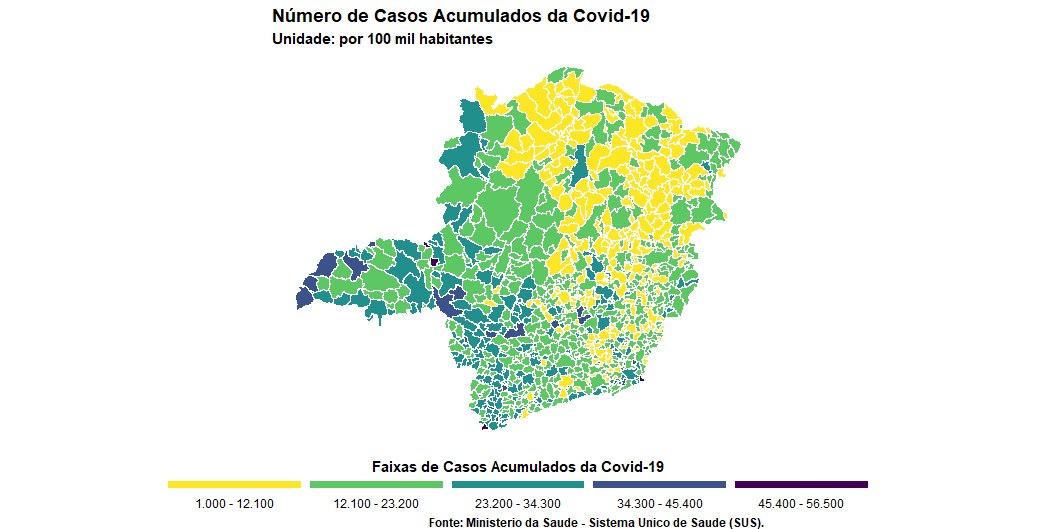 Número de Casos Acumulados da Covid-19
Unidade: por 100 mil habitantes
Faixas de Casos Acumulados da Covid-19
1.000 - 12.100 12.100 - 23.200 23.200 - 34.300 34.300 - 45.400 45.400 - 56.500
Fonte: Ministerio da Saude - Sistema Unico de Saude (SUS).